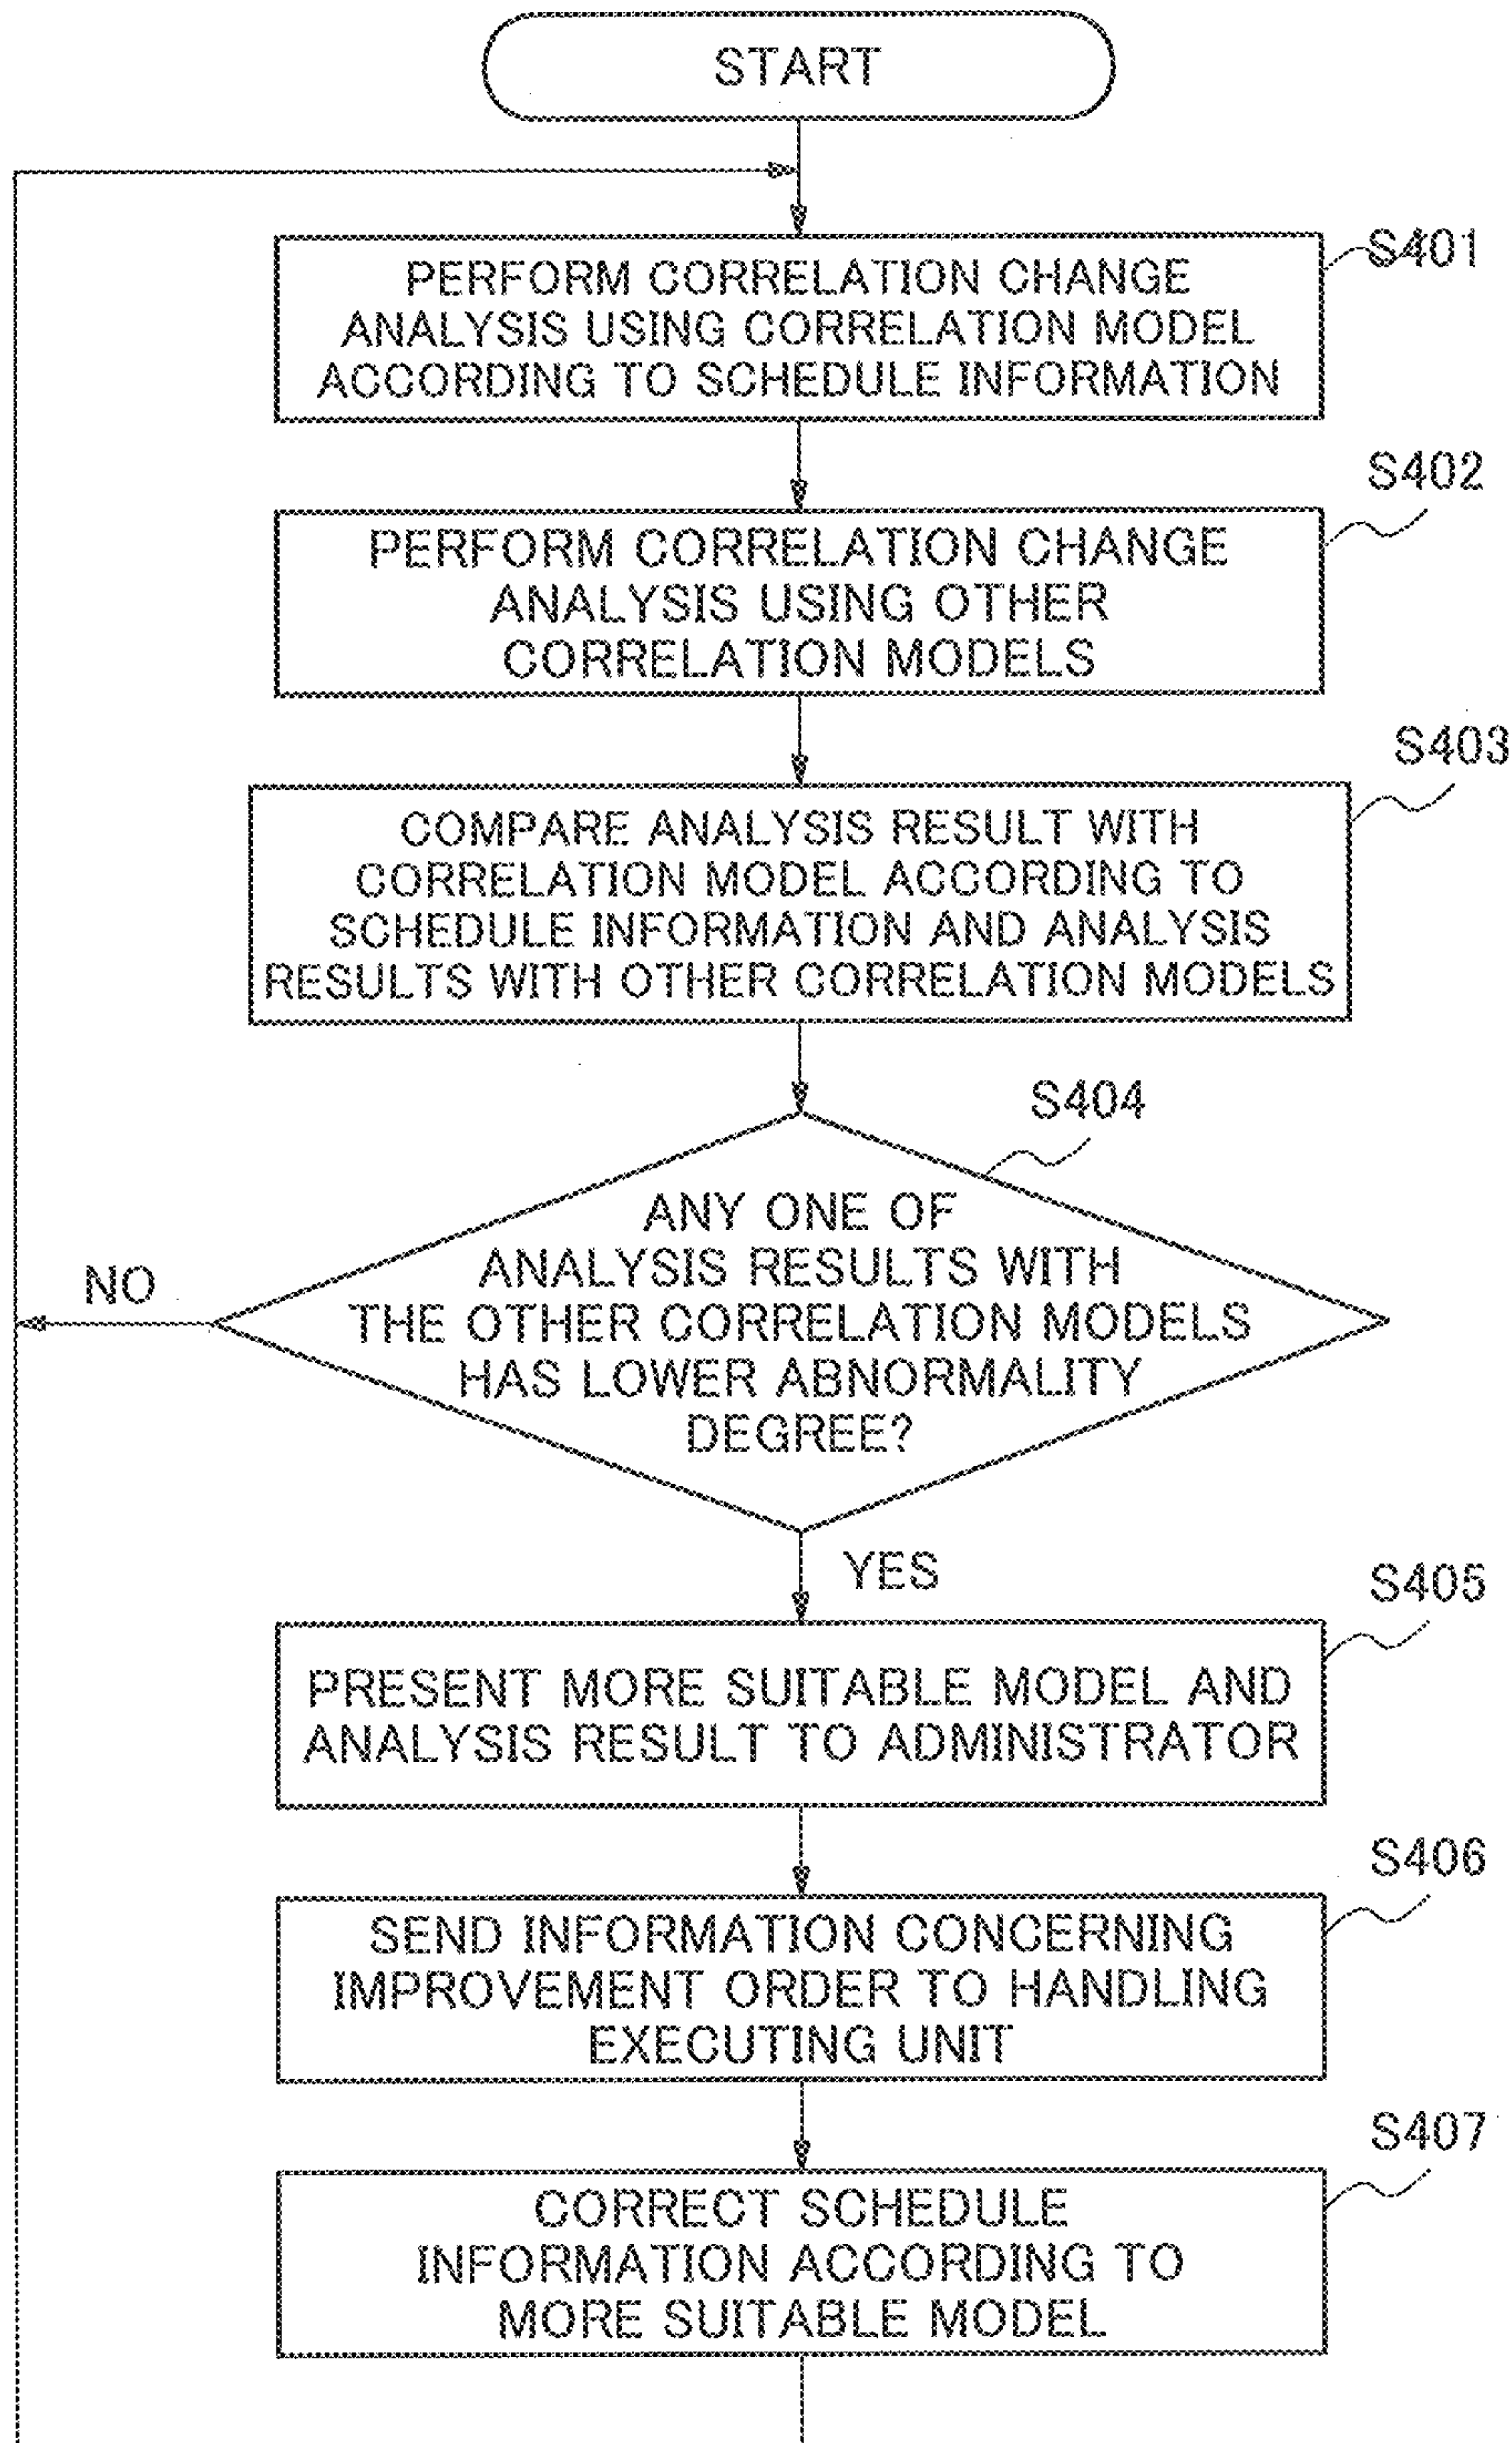 START
S401
PERFORM CORRELATION CHANGE
ANALYSIS USING CORRELATION MODEL
ACCORDING TO SCHEDULE INFORMATION
S402
PERFORM CORRELATION CHANGE
ANALYSIS USING OTHER
CORRELATION MODELS
S403
COMPARE ANALYSIS RESULT WITH
CORRELATION MODEL ACCORDING TO
SCHEDULE INFORMATION AND ANALYSIS
RESULTS WITH OTHER CORRELATION MODELS
S404
ANY ONE OF
ANALYSIS RESULTS WITH
THE OTHER CORRELATION MODELS
HAS LOWER ABNORMALITY
DEGREE?
NO
YES
S405
PRESENT MORE SUITABLE MODEL AND
ANALYSIS RESULT TO ADMINISTRATOR
S406
SEND INFORMATION CONCERNING
IMPROVEMENT ORDER TO HANDLING
EXECUTING UNIT
S407
CORRECT SCHEDULE
INFORMATION ACCORDING TO
MORE SUITABLE MODEL